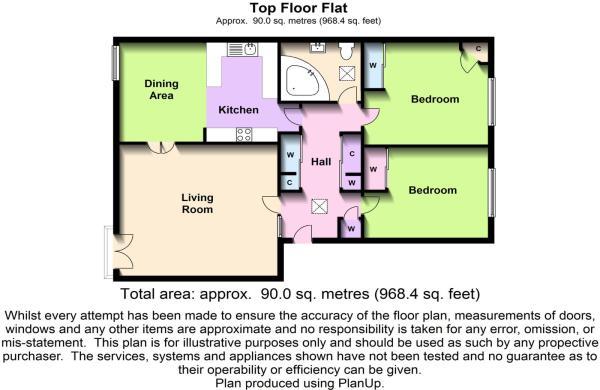 Top Floor Flat
Approx. 90.0 sq. metres (968.4 sq. feet)
Dining
Area
Kitchen
W
C
Bedroom
Hall
W
C
C
W
W
Bedroom
Living
Room
W
Total area: approx. 90.0 sq. metres (968.4 sq. feet)
Whilst every attempt has been made to ensure the accuracy of the floor plan, measurements of doors,
windows and any other items are approximate and no responsibility is taken for any error, omission, or
mis-statement. This plan is for illustrative purposes only and should be used as such by any propective
purchaser. The services, systems and appliances shown have not been tested and no guarantee as to
their operability or efficiency can be given.
Plan produced using PlanUp.